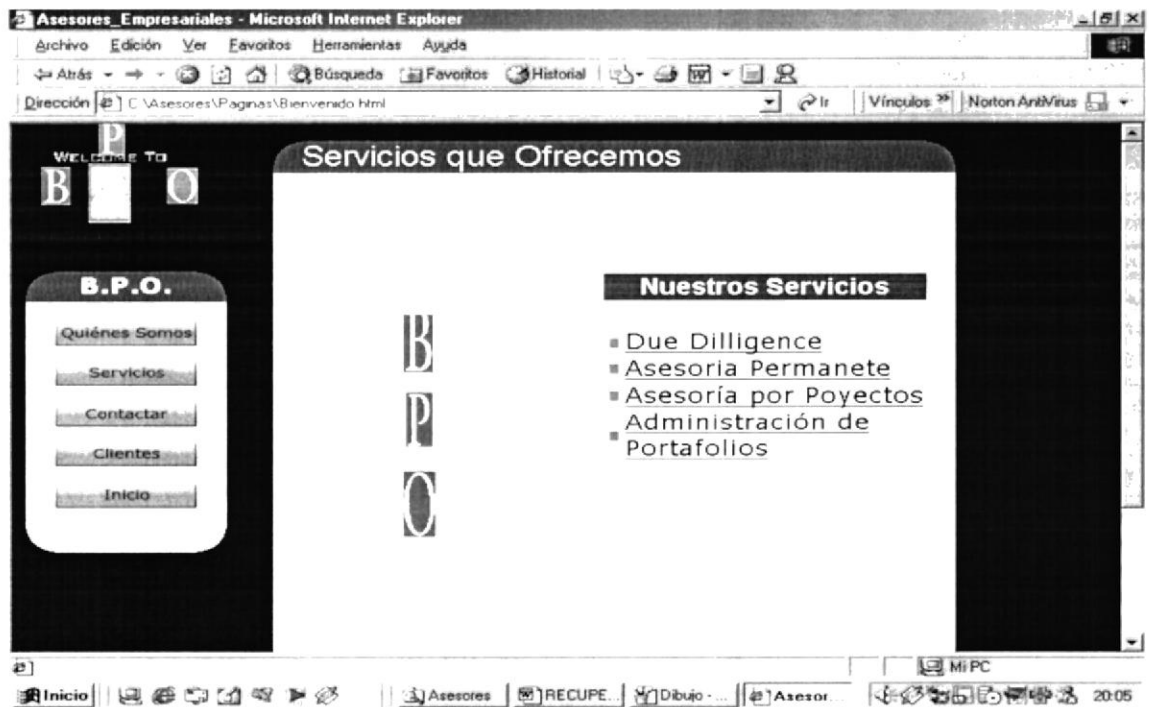 Asesores_Empresariales - Microsoft Internet Explorer
Archivo Edición Ver Favoritos Herramientas Ayuda
Atrás Búsqueda Favoritos Historial
Dirección C:\Asesores\Paginas\Bienvenido.html Ir Vínculos » Norton AntiVirus
P
WELCOME TO
B O
Servicios que Ofrecemos
B.P.O.
Quiénes Somos
Servicios
Contactar
Clientes
Inicio
B
P
O
Nuestros Servicios
Due Dilligence
Asesoria Permanete
Asesoría por Poyectos
Administración de
Portafolios
Mi PC
Inicio Asesores RECUPE... Dibujo - ... Asesor... 20:05